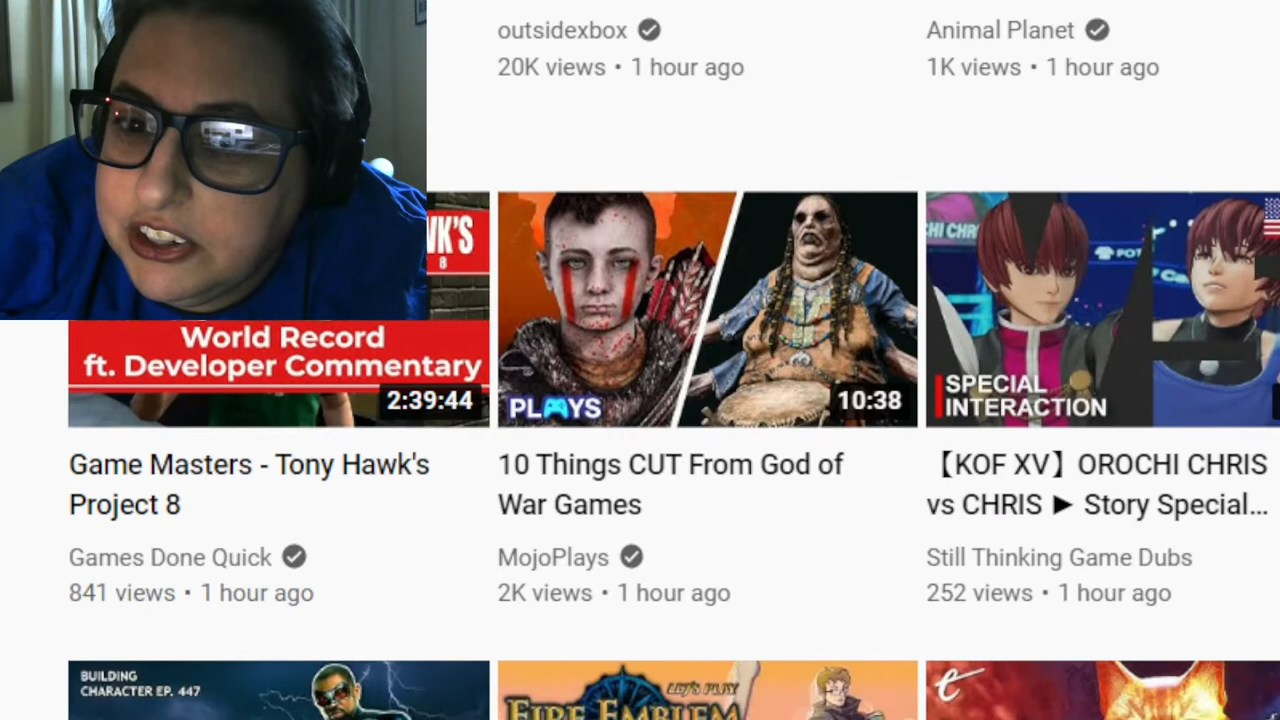 outsidexbox
20K views • 1 hour ago
Animal Planet
1K views • 1 hour ago
WK'S
8
World Record
ft. Developer Commentary
2:39:44
PLAYS
10:38
SPECIAL
INTERACTION
Game Masters - Tony Hawk's
Project 8
Games Done Quick
841 views • 1 hour ago
10 Things CUT From God of
War Games
MojoPlays
2K views • 1 hour ago
【KOF XV】OROCHI CHRIS
vs CHRIS ► Story Special...
Still Thinking Game Dubs
252 views • 1 hour ago
BUILDING
CHARACTER EP. 447
LET'S PLAY
FIRE EMBLEM
e